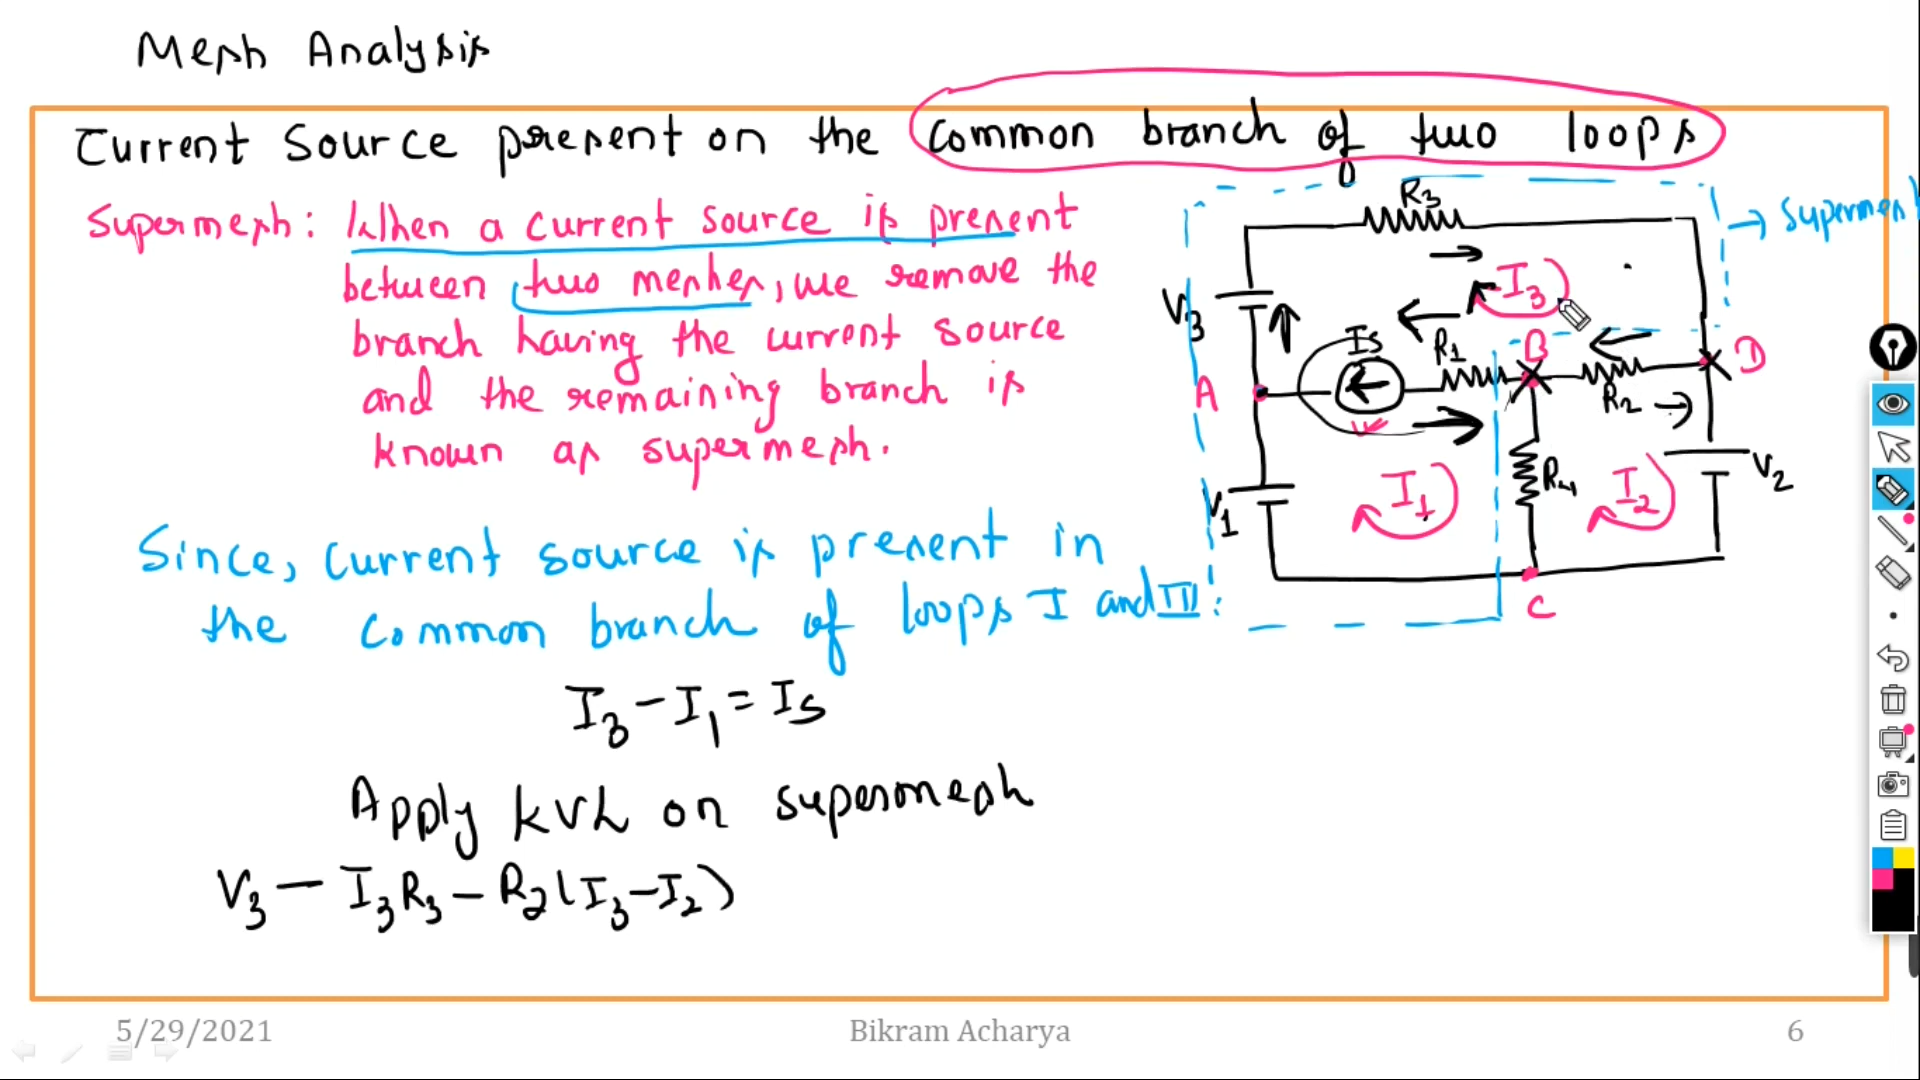 Mesh Analysis
Current Source present on the common branch of two loops
Supermesh: When a current source is present
between two meshes, we remove the
branch having the current source
and the remaining branch is
known as supermesh.
Since, current source is present in
the common branch of loops I and III:
I3 - I1 = Is
Apply KVL on supermesh
V3 - I3R3 - R2(I3-I2)
R3
Supermesh
V3
I3
Is
R1
B
D
A
R2
V1
I1
R4
I2
V2
C
5/29/2021
Bikram Acharya
6